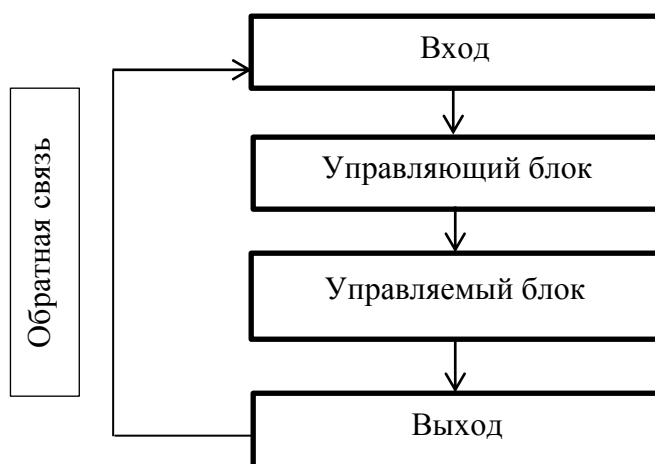 Вход
Управляющий блок
Управляемый блок
Выход
Обратная связь